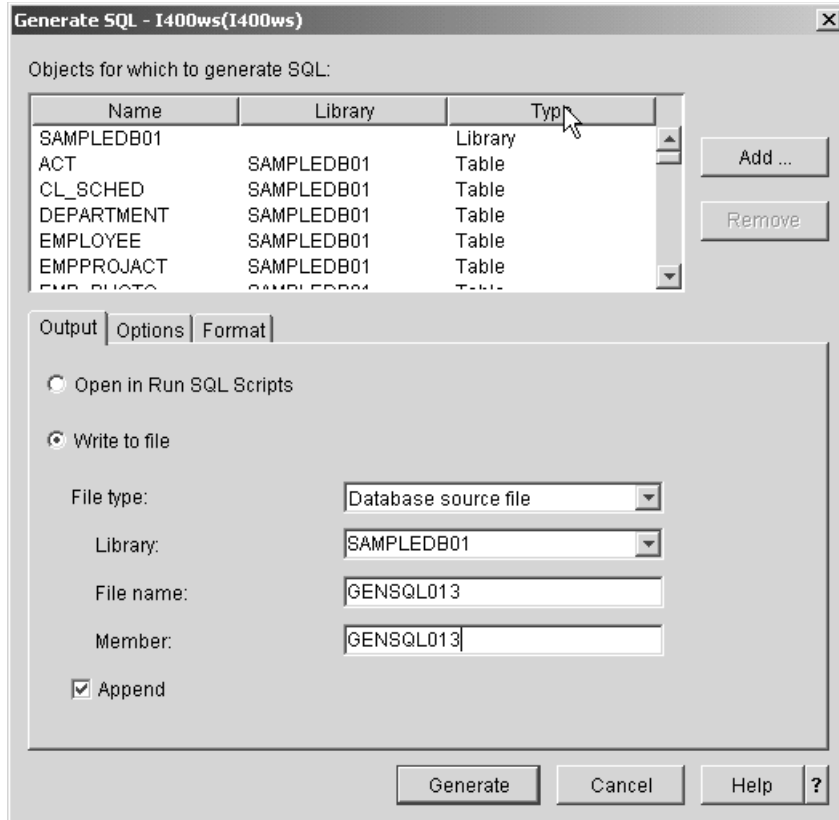 Generate SQL - I400ws(I400ws)
Objects for which to generate SQL:
Name Library Type
SAMPLEDB01 Library
ACT SAMPLEDB01 Table
CL_SCHED SAMPLEDB01 Table
DEPARTMENT SAMPLEDB01 Table
EMPLOYEE SAMPLEDB01 Table
EMPPROJACT SAMPLEDB01 Table
EMP_PHOTO SAMPLEDB01 Table
Add ...
Remove
Output Options Format
Open in Run SQL Scripts
Write to file
File type: Database source file
Library: SAMPLEDB01
File name: GENSQL013
Member: GENSQL013
Append
Generate Cancel Help ?